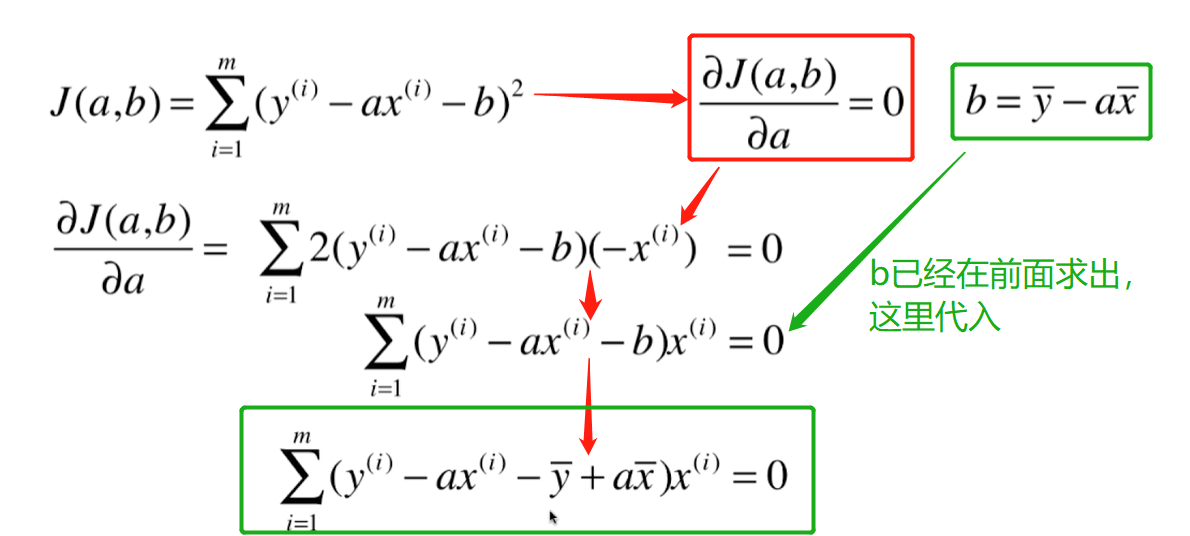 J(a,b) = \sum_{i=1}^{m} (y^{(i)} - ax^{(i)} - b)^2
\frac{\partial J(a,b)}{\partial a} = 0
b = \overline{y} - a\overline{x}
\frac{\partial J(a,b)}{\partial a} = \sum_{i=1}^{m} 2(y^{(i)} - ax^{(i)} - b)(-x^{(i)}) = 0
b已经在前面求出，
这里代入
\sum_{i=1}^{m} (y^{(i)} - ax^{(i)} - b)x^{(i)} = 0
\sum_{i=1}^{m} (y^{(i)} - ax^{(i)} - \overline{y} + a\overline{x})x^{(i)} = 0